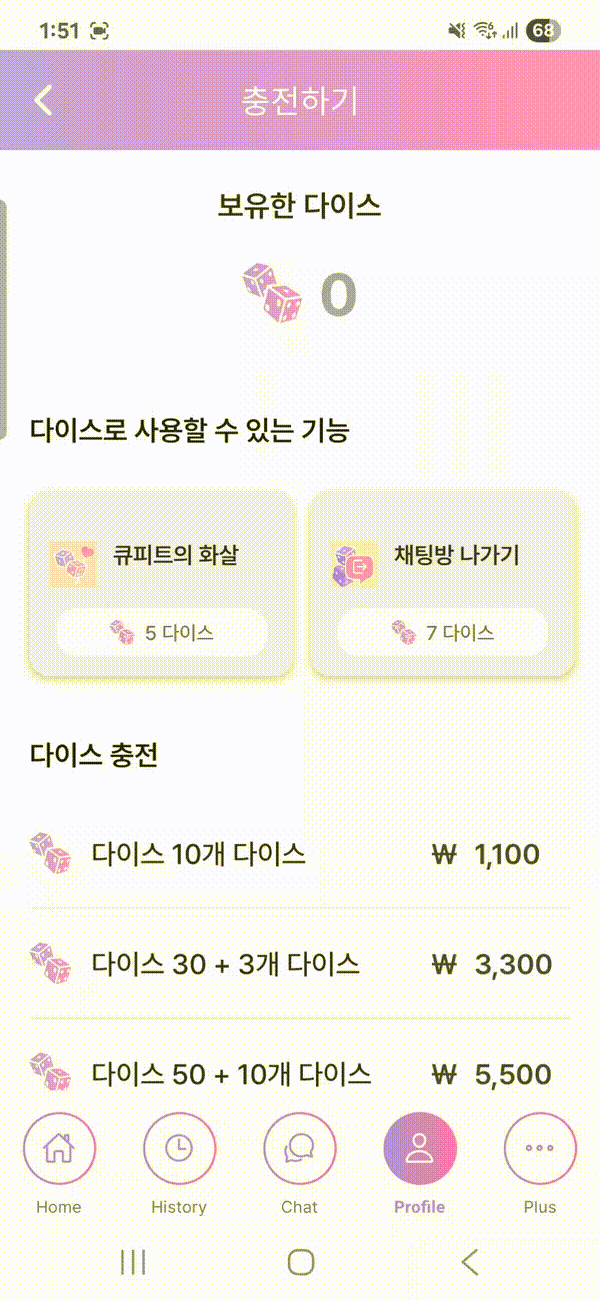 1:51
68
충전하기
보유한 다이스
0
다이스로 사용할 수 있는 기능
큐피트의 화살
채팅방 나가기
5 다이스
7 다이스
다이스 충전
다이스 10개 다이스 ₩ 1,100
다이스 30 + 3개 다이스 ₩ 3,300
다이스 50 + 10개 다이스 ₩ 5,500
Home History Chat Profile Plus